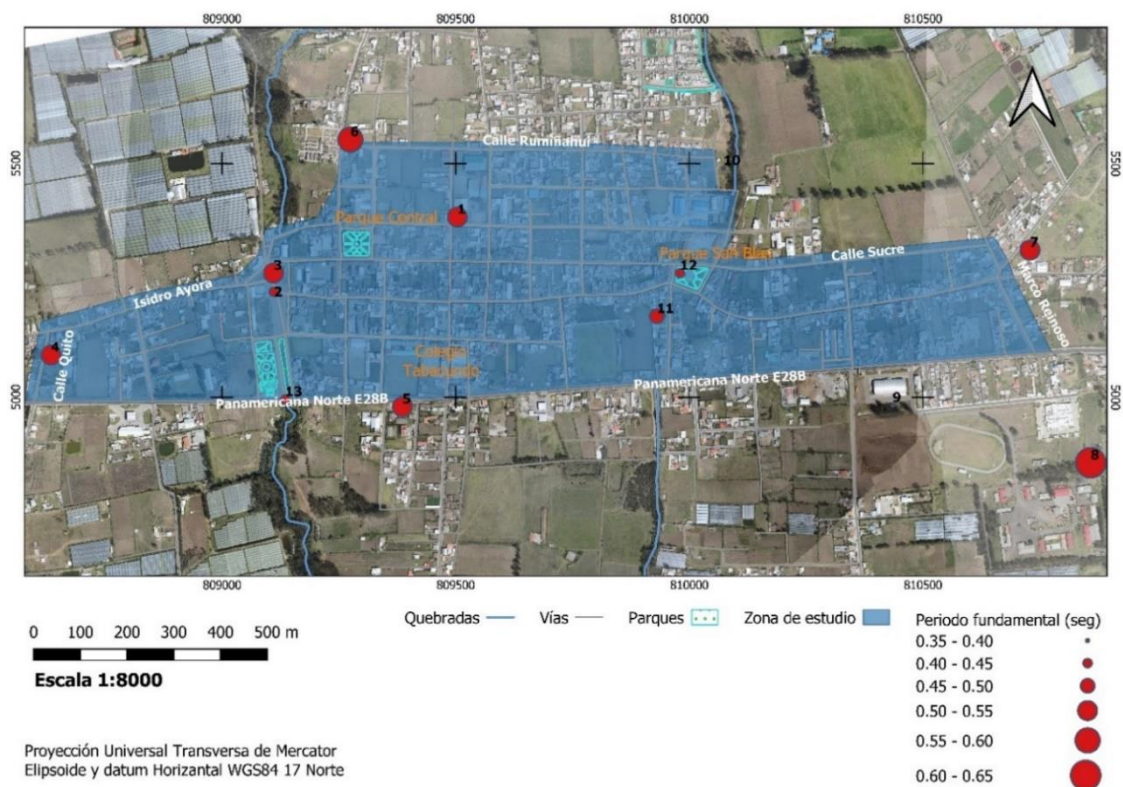 809000 809500 810000 810500
6
Calle Rumiñahui
10
5500 5500
1
Parque Central
Parque San Blas
Calle Sucre
7
3
12
2
Isidro Ayora
Marco Reinoso
11
4
Calle Quito
Colegio
Tabacundo
Panamericana Norte E28B
13
5000 Panamericana Norte E28B 5 9 5000
8
809000 809500 810000 810500
Quebradas Vías Parques Zona de estudio
0 100 200 300 400 500 m
Escala 1:8000
Periodo fundamental (seg)
0.35 - 0.40
0.40 - 0.45
0.45 - 0.50
0.50 - 0.55
0.55 - 0.60
0.60 - 0.65
Proyección Universal Transversa de Mercator
Elipsoide y datum Horizantal WGS84 17 Norte